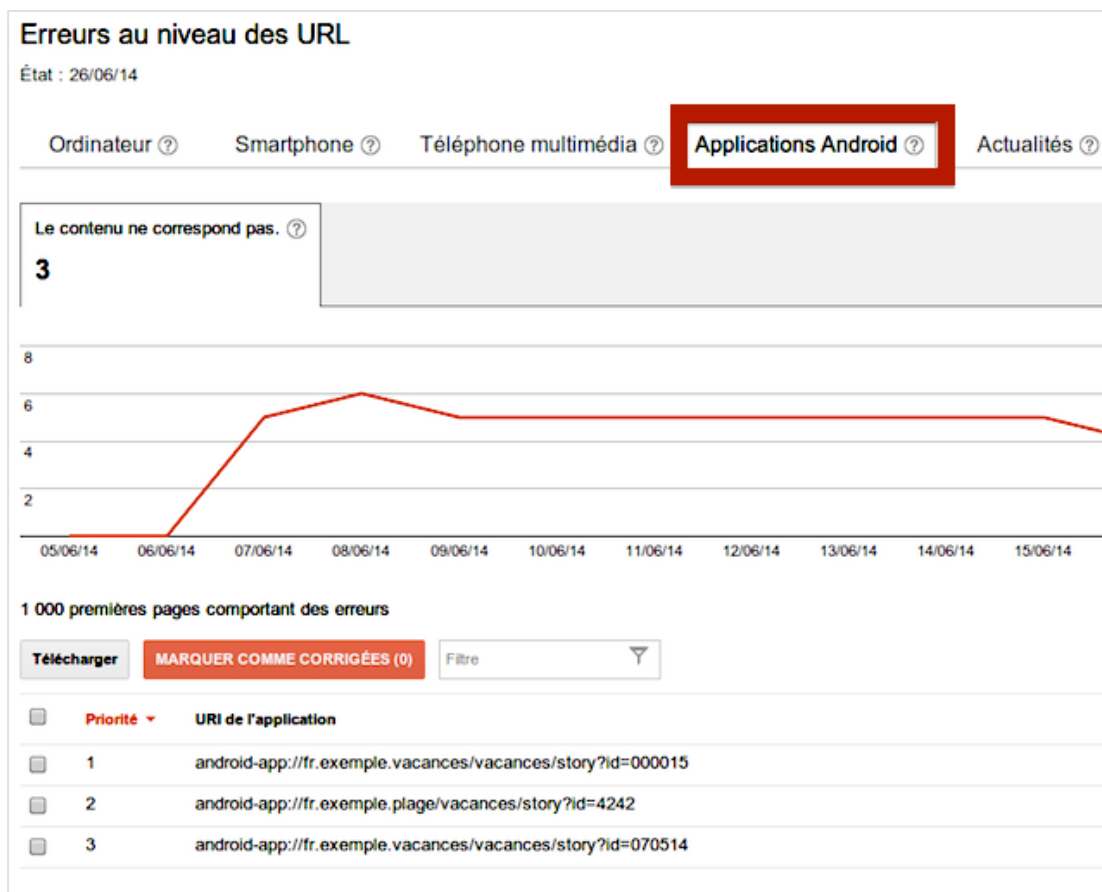 Erreurs au niveau des URL
État : 26/06/14
Ordinateur ? Smartphone ? Téléphone multimédia ? Applications Android ? Actualités ?
Le contenu ne correspond pas. ?
3
8
6
4
2
05/06/14 06/06/14 07/06/14 08/06/14 09/06/14 10/06/14 11/06/14 12/06/14 13/06/14 14/06/14 15/06/14
1 000 premières pages comportant des erreurs
Télécharger MARQUER COMME CORRIGÉES (0) Filtre
Priorité URI de l'application
1 android-app://fr.exemple.vacances/vacances/story?id=000015
2 android-app://fr.exemple.plage/vacances/story?id=4242
3 android-app://fr.exemple.vacances/vacances/story?id=070514